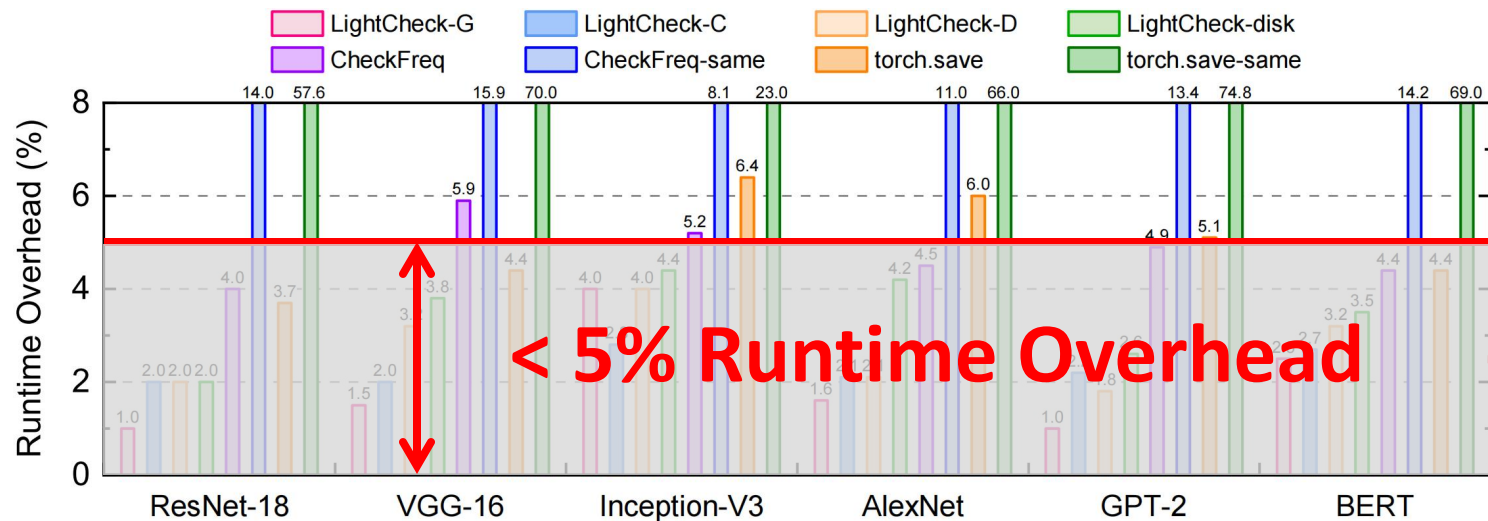 LightCheck-G LightCheck-C LightCheck-D LightCheck-disk
CheckFreq CheckFreq-same torch.save torch.save-same
Runtime Overhead (%)
8
6
4
2
0
14.0 57.6 15.9 70.0 8.1 23.0 11.0 66.0 13.4 74.8 14.2 69.0
5.9 5.2 6.4 6.0 4.9 5.1
1.0 2.0 2.0 2.0 4.0 3.7
1.5 2.0 3.8 4.4
4.0 4.0 4.4
1.6 4.2 4.5
1.0
2.7 3.2 3.5 4.4 4.4
< 5% Runtime Overhead
ResNet-18 VGG-16 Inception-V3 AlexNet GPT-2 BERT